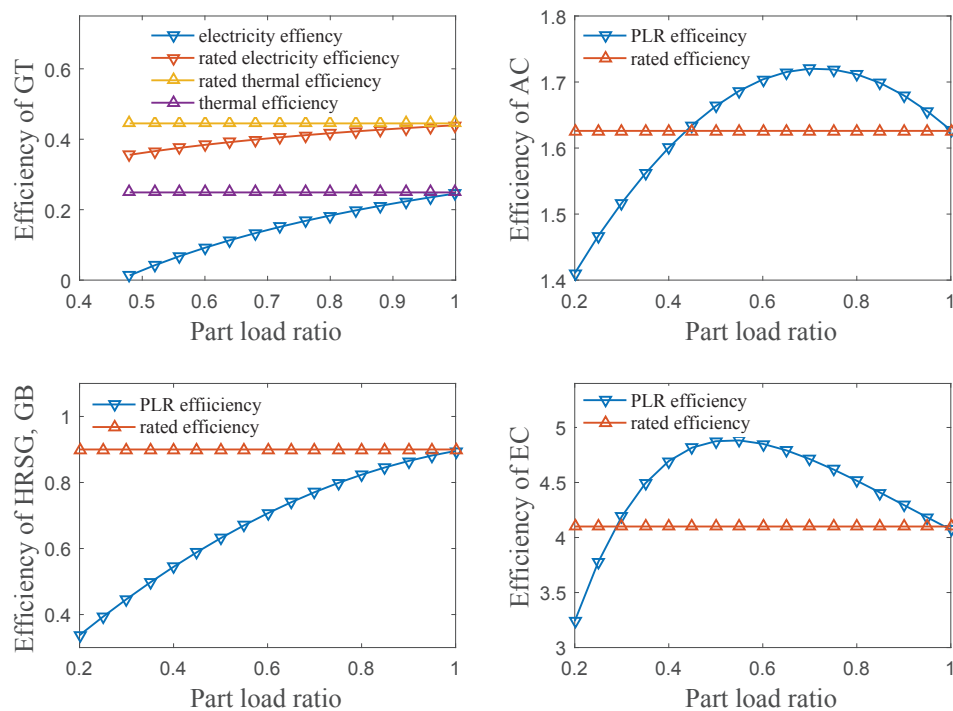 electricity effiency
rated electricity efficiency
rated thermal efficiency
thermal efficiency
0.6
0.4
0.2
0
0.4
0.5
0.6
0.7
0.8
0.9
1
Efficiency of GT
Part load ratio
PLR efficeincy
rated efficiency
1.8
1.7
1.6
1.5
1.4
0.2
0.4
0.6
0.8
1
Efficiency of AC
Part load ratio
PLR effiiciency
rated efficiency
1
0.8
0.6
0.4
0.2
0.4
0.6
0.8
1
Efficiency of HRSG, GB
Part load ratio
PLR efficiency
rated efficiency
5
4.5
4
3.5
3
0.2
0.4
0.6
0.8
1
Efficiency of EC
Part load ratio